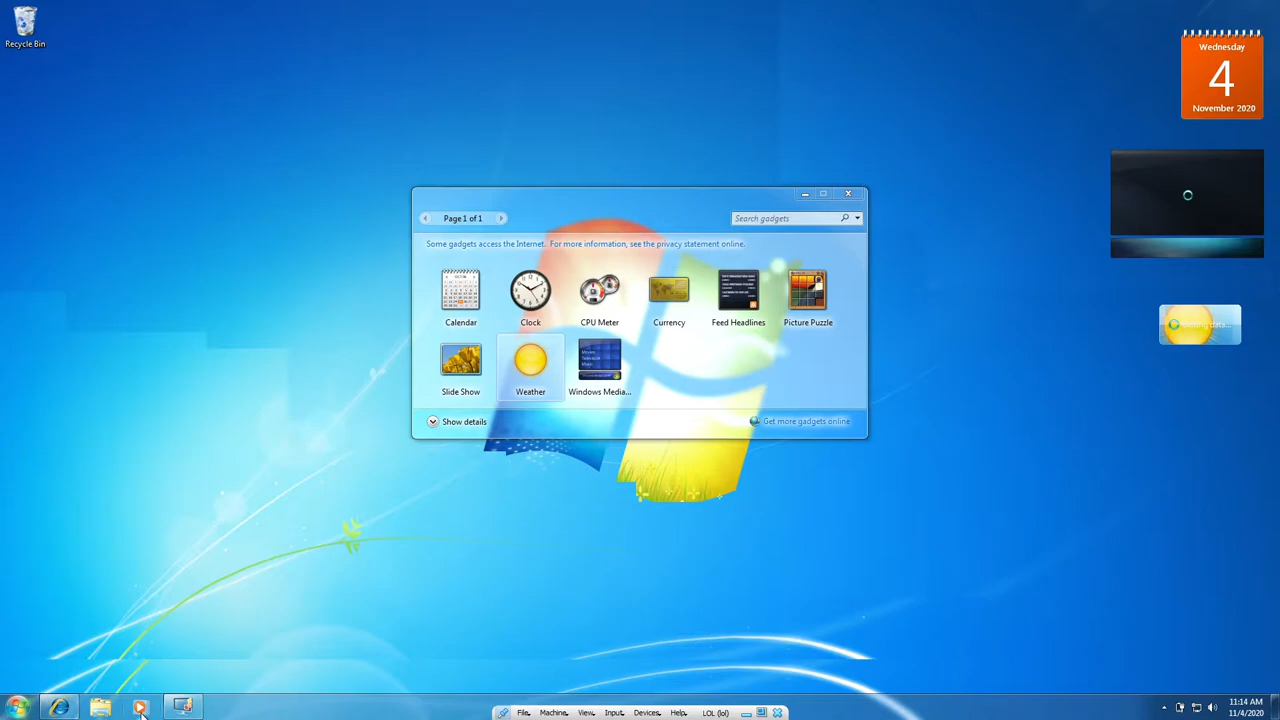 Recycle Bin
Wednesday
4
November 2020
Page 1 of 1
Search gadgets
Some gadgets access the Internet. For more information, see the privacy statement online.
Calendar
Clock
CPU Meter
Currency
Feed Headlines
Picture Puzzle
Slide Show
Weather
Windows Media...
Show details
Get more gadgets online
File
Machine
View
Input
Devices
Help
LOL (lol)
11:14 AM
11/4/2020